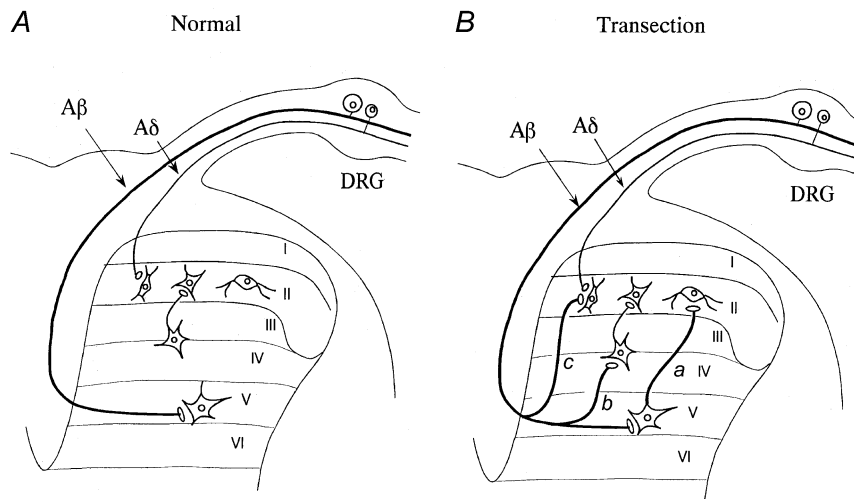 A Normal
Aβ
Aδ
DRG
I
II
III
IV
V
VI
B Transection
Aβ
Aδ
DRG
I
II
III
c a IV
b V
VI